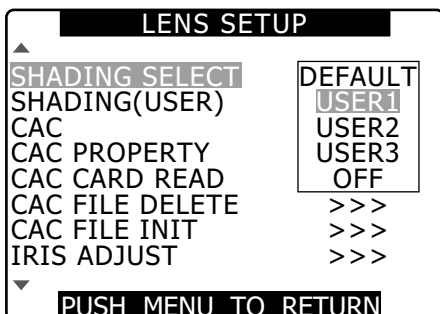 LENS SETUP
SHADING SELECT DEFAULT
SHADING(USER) USER1
CAC USER2
CAC PROPERTY USER3
CAC CARD READ OFF
CAC FILE DELETE >>>
CAC FILE INIT >>>
IRIS ADJUST >>>
PUSH MENU TO RETURN